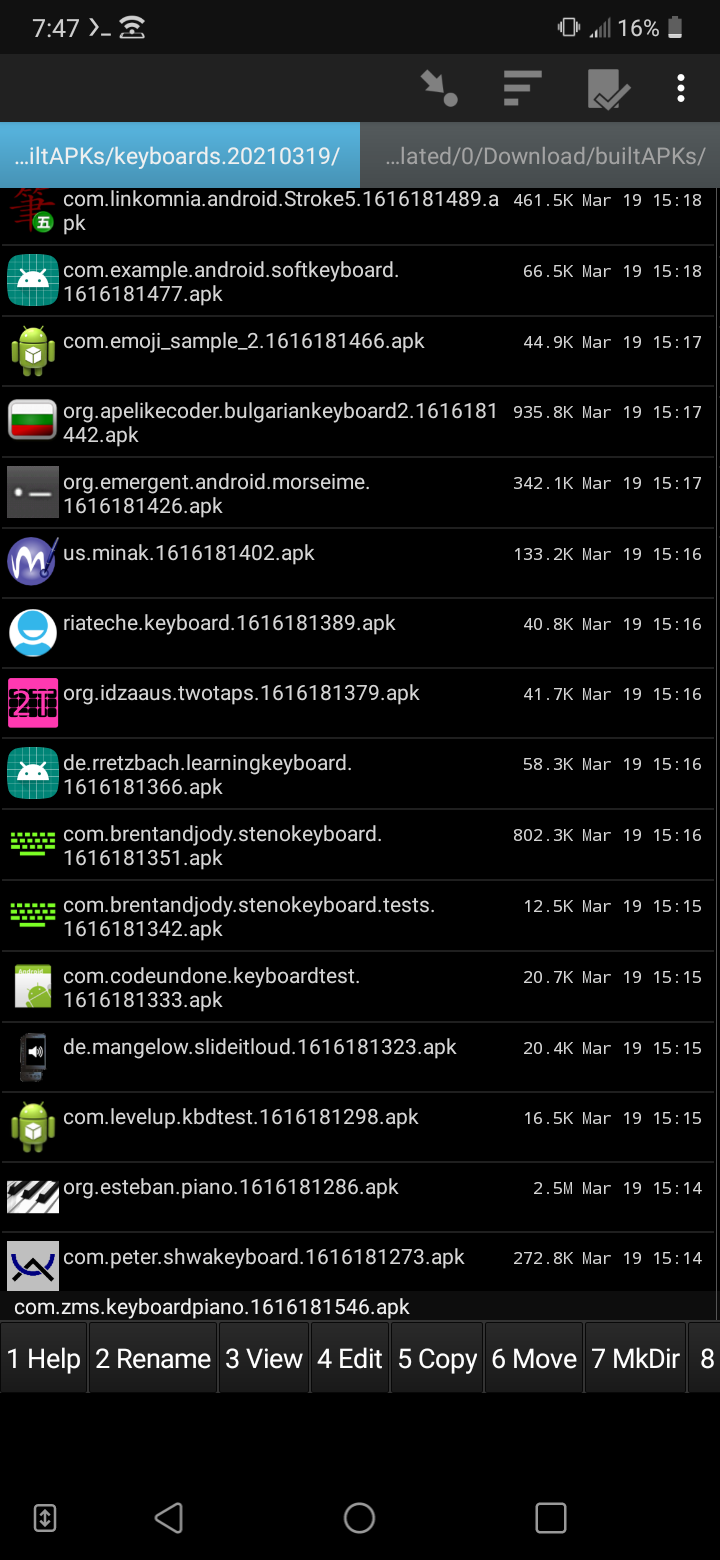 7:47
16%
…iltAPKs/keyboards.20210319/
…lated/0/Download/builtAPKs/
com.linkomnia.android.Stroke5.1616181489.a 461.5K Mar 19 15:18
pk
筆
五
com.example.android.softkeyboard. 66.5K Mar 19 15:18
1616181477.apk
com.emoji_sample_2.1616181466.apk 44.9K Mar 19 15:17
org.apelikecoder.bulgariankeyboard2.1616181 935.8K Mar 19 15:17
442.apk
org.emergent.android.morseime. 342.1K Mar 19 15:17
1616181426.apk
us.minak.1616181402.apk 133.2K Mar 19 15:16
riateche.keyboard.1616181389.apk 40.8K Mar 19 15:16
2T
org.idzaaus.twotaps.1616181379.apk 41.7K Mar 19 15:16
de.rretzbach.learningkeyboard. 58.3K Mar 19 15:16
1616181366.apk
com.brentandjody.stenokeyboard. 802.3K Mar 19 15:16
1616181351.apk
com.brentandjody.stenokeyboard.tests. 12.5K Mar 19 15:15
1616181342.apk
Android
com.codeundone.keyboardtest. 20.7K Mar 19 15:15
1616181333.apk
de.mangelow.slideitloud.1616181323.apk 20.4K Mar 19 15:15
com.levelup.kbdtest.1616181298.apk 16.5K Mar 19 15:15
org.esteban.piano.1616181286.apk 2.5M Mar 19 15:14
com.peter.shwakeyboard.1616181273.apk 272.8K Mar 19 15:14
com.zms.keyboardpiano.1616181546.apk
1 Help 2 Rename 3 View 4 Edit 5 Copy 6 Move 7 MkDir 8